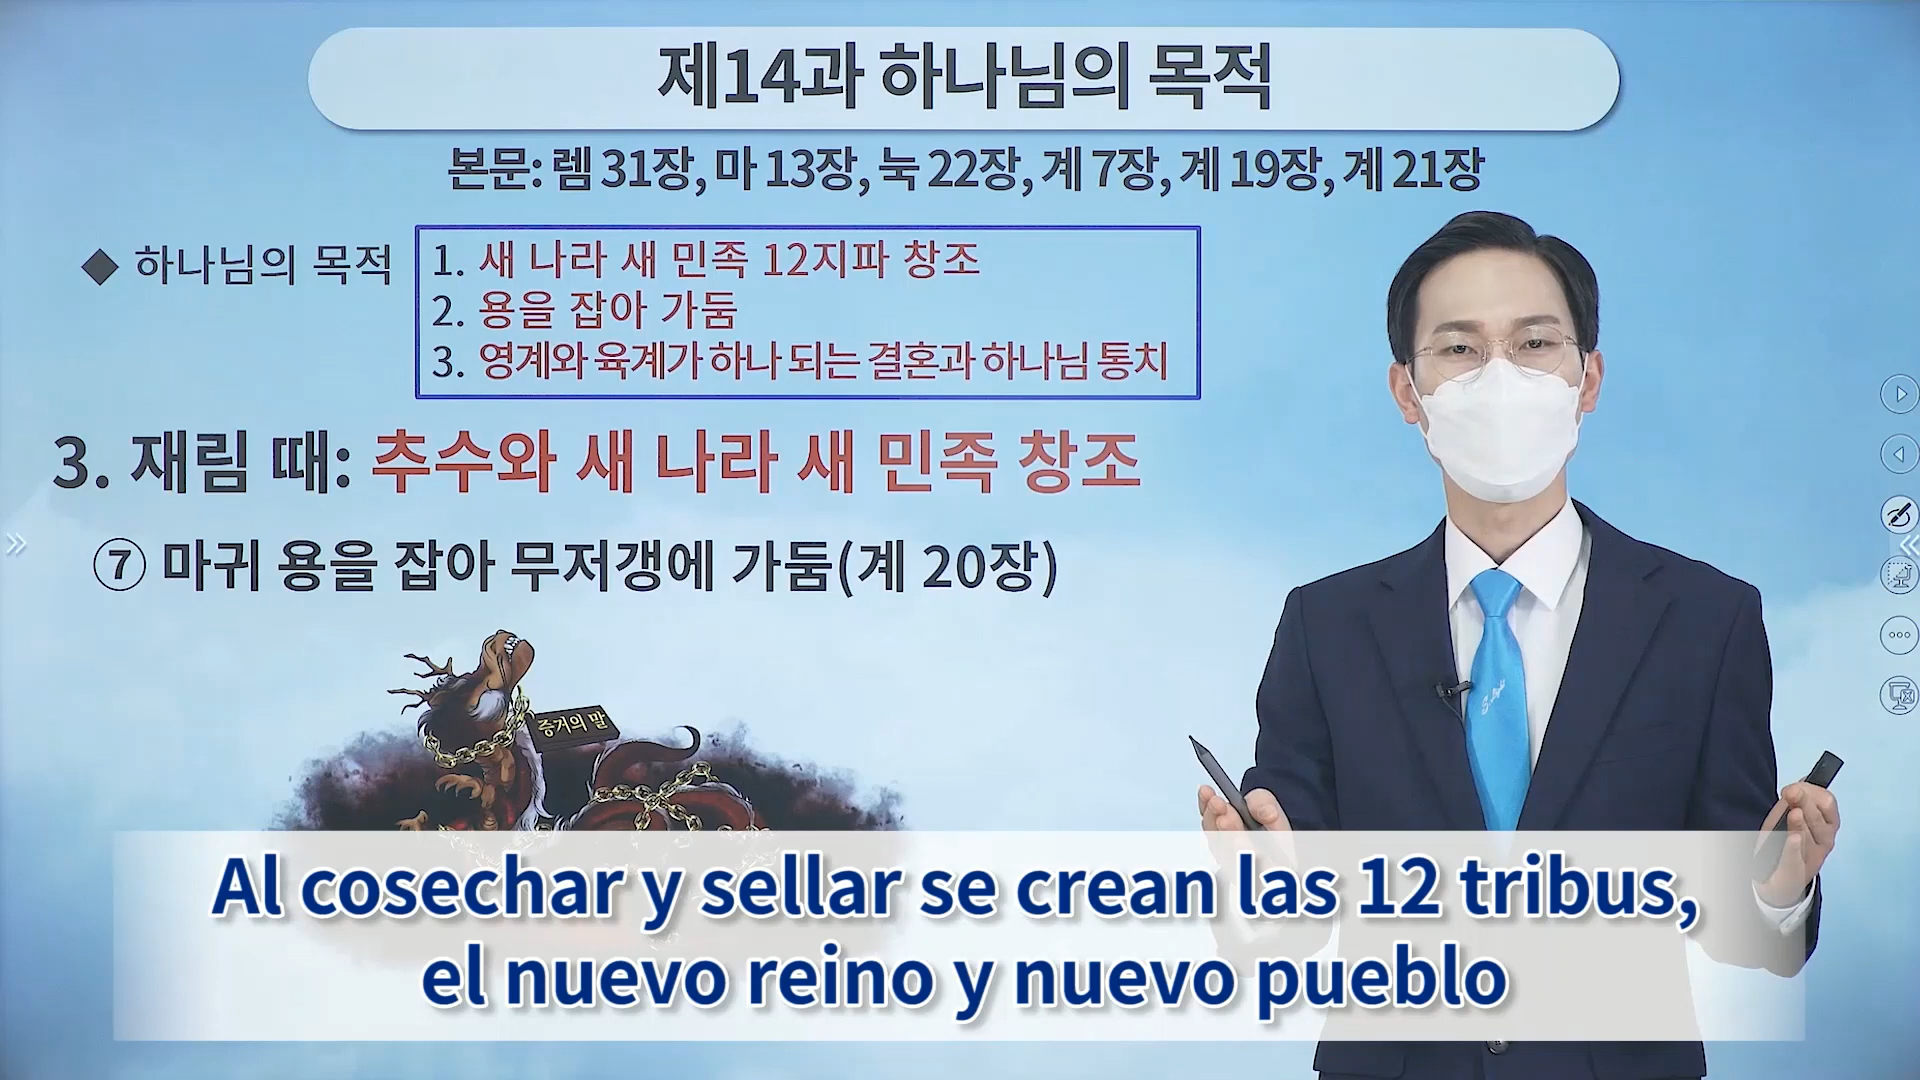 제14과 하나님의 목적
본문: 렘 31장, 마 13장, 눅 22장, 계 7장, 계 19장, 계 21장
◆ 하나님의 목적
1. 새 나라 새 민족 12지파 창조
2. 용을 잡아 가둠
3. 영계와 육계가 하나 되는 결혼과 하나님 통치
3. 재림 때: 추수와 새 나라 새 민족 창조
⑦ 마귀 용을 잡아 무저갱에 가둠(계 20장)
증거의 말
Al cosechar y sellar se crean las 12 tribus,
el nuevo reino y nuevo pueblo